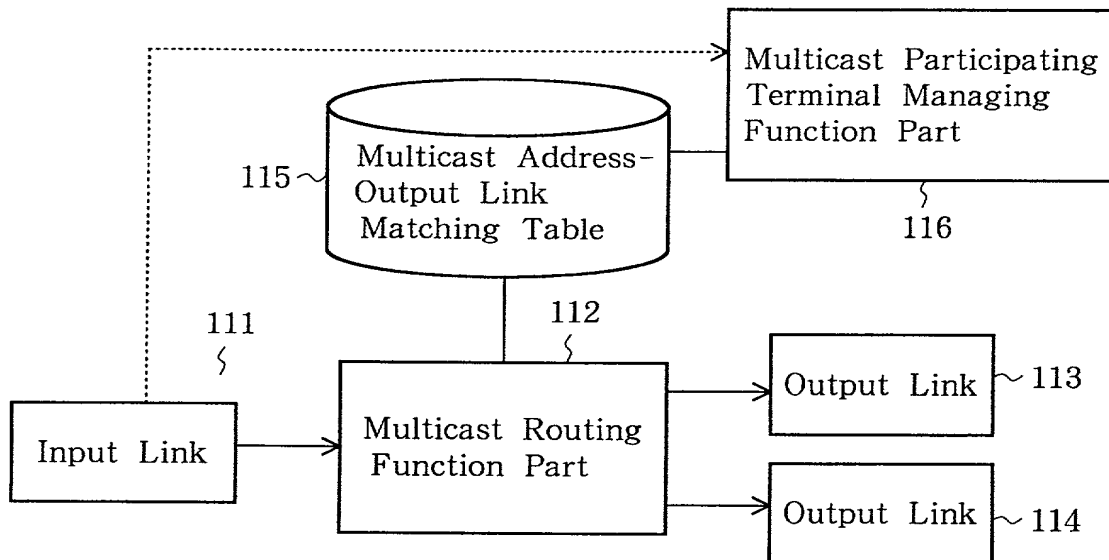 Multicast Participating
Terminal Managing
Function Part
116
115
Multicast Address-
Output Link
Matching Table
111
112
Input Link
Multicast Routing
Function Part
Output Link
113
Output Link
114